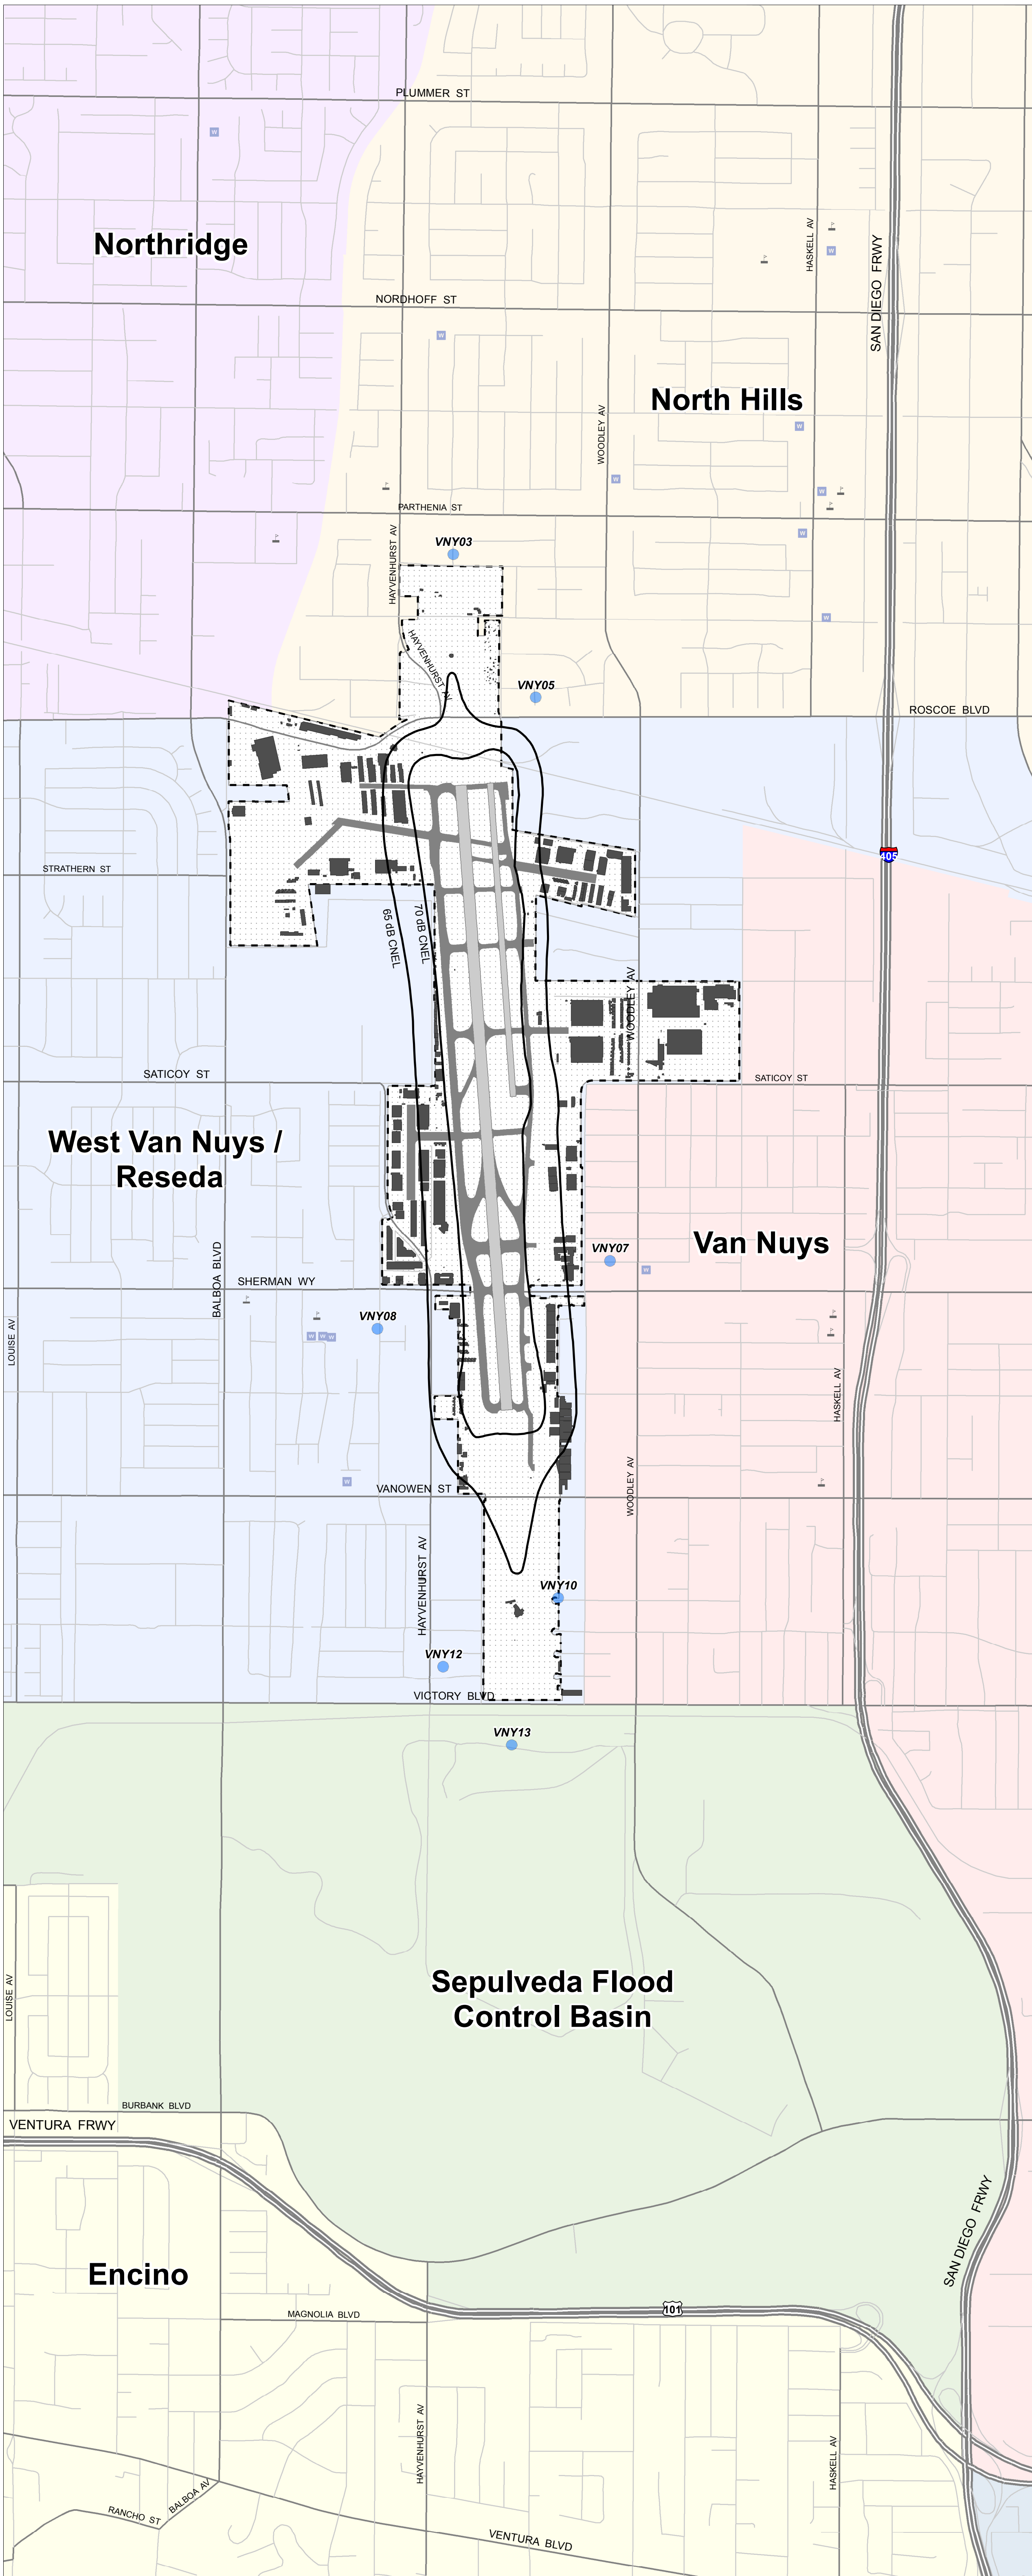 PLUMMER ST
W
Northridge
HASKELL AV
SAN DIEGO FRWY
W
NORDHOFF ST
W
North Hills
WOODLEY AV
W
W
W
PARTHENIA ST
W
HAYVENHURST AV
VNY03
W
HAYVENHURST AV
VNY05
ROSCOE BLVD
405
STRATHERN ST
65 dB CNEL
70 dB CNEL
WOODLEY AV
SATICOY ST
SATICOY ST
West Van Nuys /
Reseda
Van Nuys
VNY07
W
BALBOA BLVD
SHERMAN WY
VNY08
LOUISE AV
W W W
HASKELL AV
W
VANOWEN ST
WOODLEY AV
HAYVENHURST AV
VNY10
VNY12
VICTORY BLVD
VNY13
LOUISE AV
Sepulveda Flood
Control Basin
BURBANK BLVD
VENTURA FRWY
SAN DIEGO FRWY
Encino
101
MAGNOLIA BLVD
HAYVENHURST AV
HASKELL AV
BALBOA AV
RANCHO ST
VENTURA BLVD